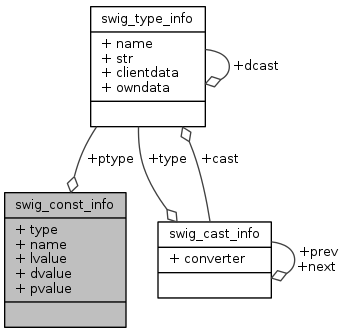 swig_type_info
+ name
+ str
+ clientdata
+ owndata
+dcast
+ptype
+type
+cast
swig_const_info
+ type
+ name
+ lvalue
+ dvalue
+ pvalue
swig_cast_info
+ converter
+prev
+next